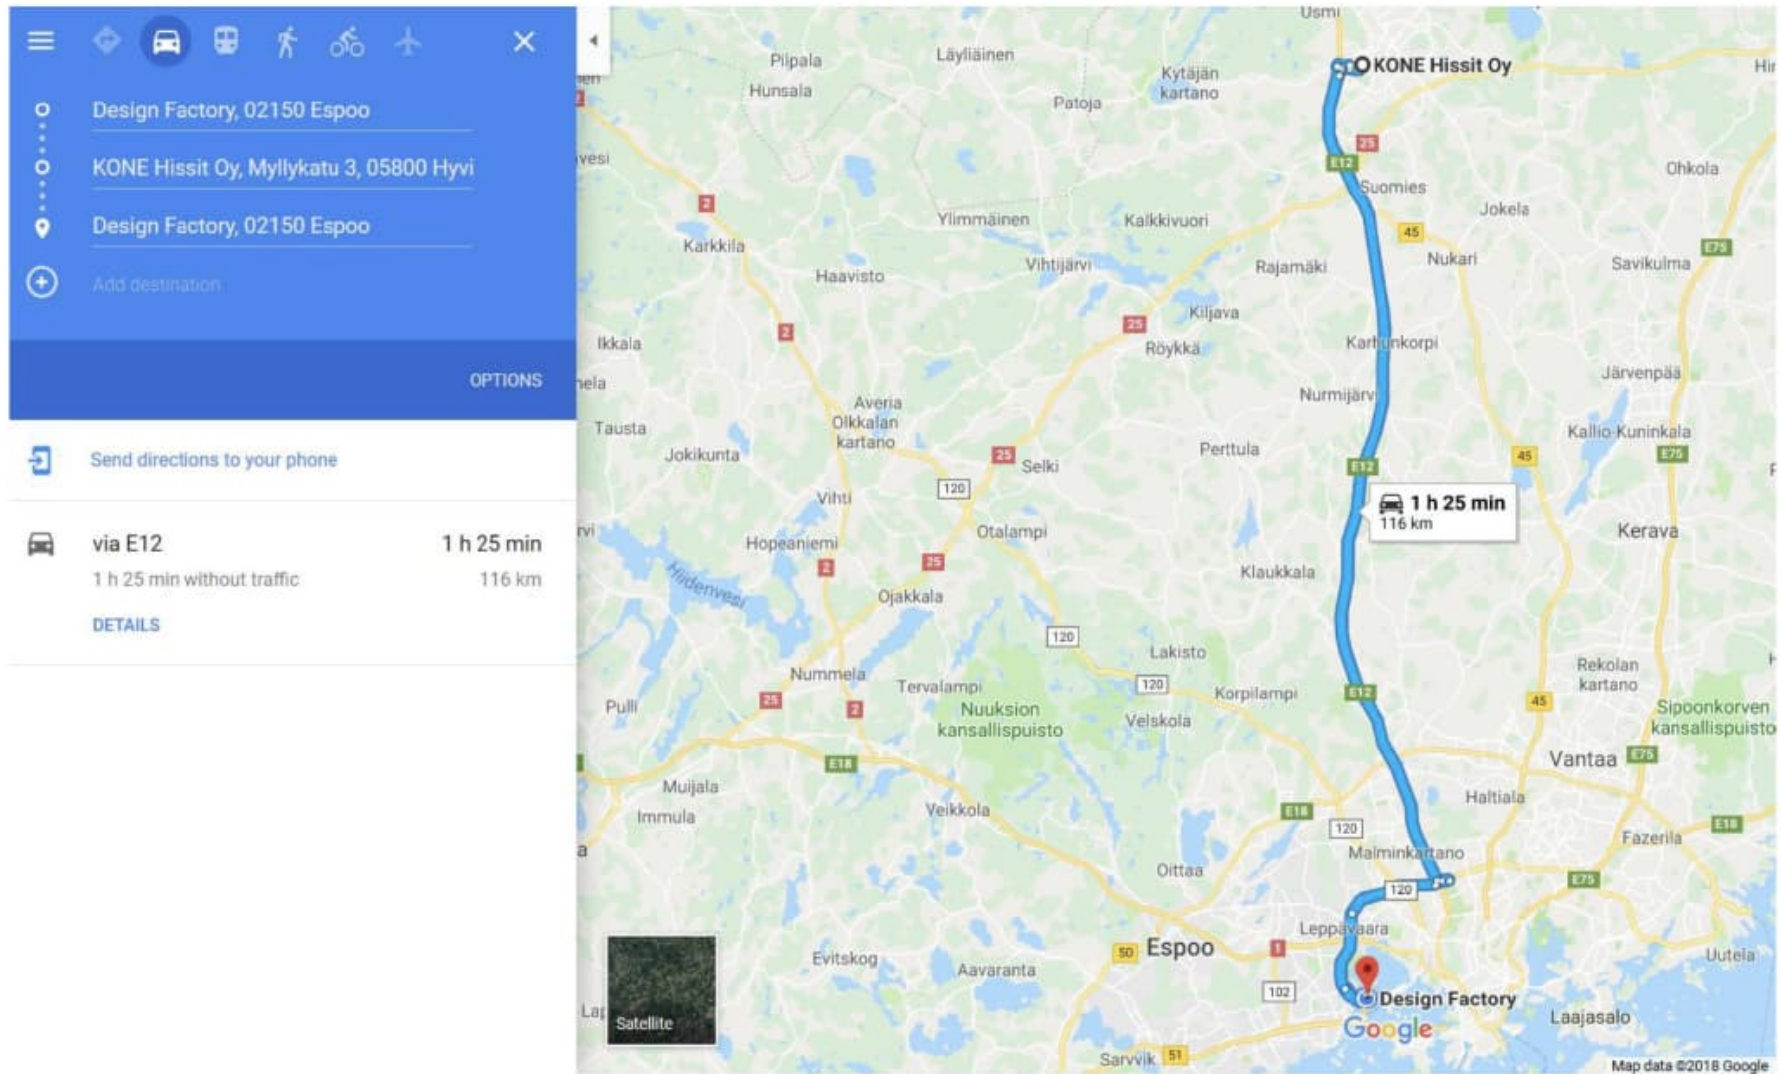 Design Factory, 02150 Espoo
KONE Hissit Oy, Myllykatu 3, 05800 Hyvi
Design Factory, 02150 Espoo
Add destination
OPTIONS
Send directions to your phone
via E12
1 h 25 min
1 h 25 min without traffic
116 km
DETAILS
Usmi
KONE Hissit Oy
Piipala
Läyliäinen
Kytäjän
kartano
Hunsala
Patoja
25
E12
Suomies
Ohkola
2
Ylimmäinen
Kalkkivuori
Jokela
45
E75
Karkkila
Haavisto
Vihtijärvi
Rajamäki
Nukari
Savikulma
2
25
Kiljava
Röykkä
Karhunkorpi
Ikkala
Järvenpää
Nurmijärvi
Averia
Olkkalan
kartano
Tausta
Jokikunta
Kallio-Kuninkala
Perttula
25
Selki
E12
45
E75
120
Vihti
1 h 25 min
116 km
Otalampi
Kerava
Hopeaniemi
2
25
Klaukkala
Hiidenvesi
Ojakkala
120
Lakisto
Nummela
Tervalampi
120
Korpilampi
E12
Rekolan
kartano
25
2
45
Pulli
Nuuksion
kansallispuisto
Velskola
Sipoonkorven
kansallispuisto
E18
Vantaa
E75
Muijala
Immula
Veikkola
E18
120
Haltiala
E18
Fazerila
Malminkartano
Oittaa
120
E75
Leppävaara
50
Espoo
1
Evitskog
Aavaranta
Uutela
102
Design Factory
Laajasalo
Satellite
Google
Sarvvik
51
Map data ©2018 Google